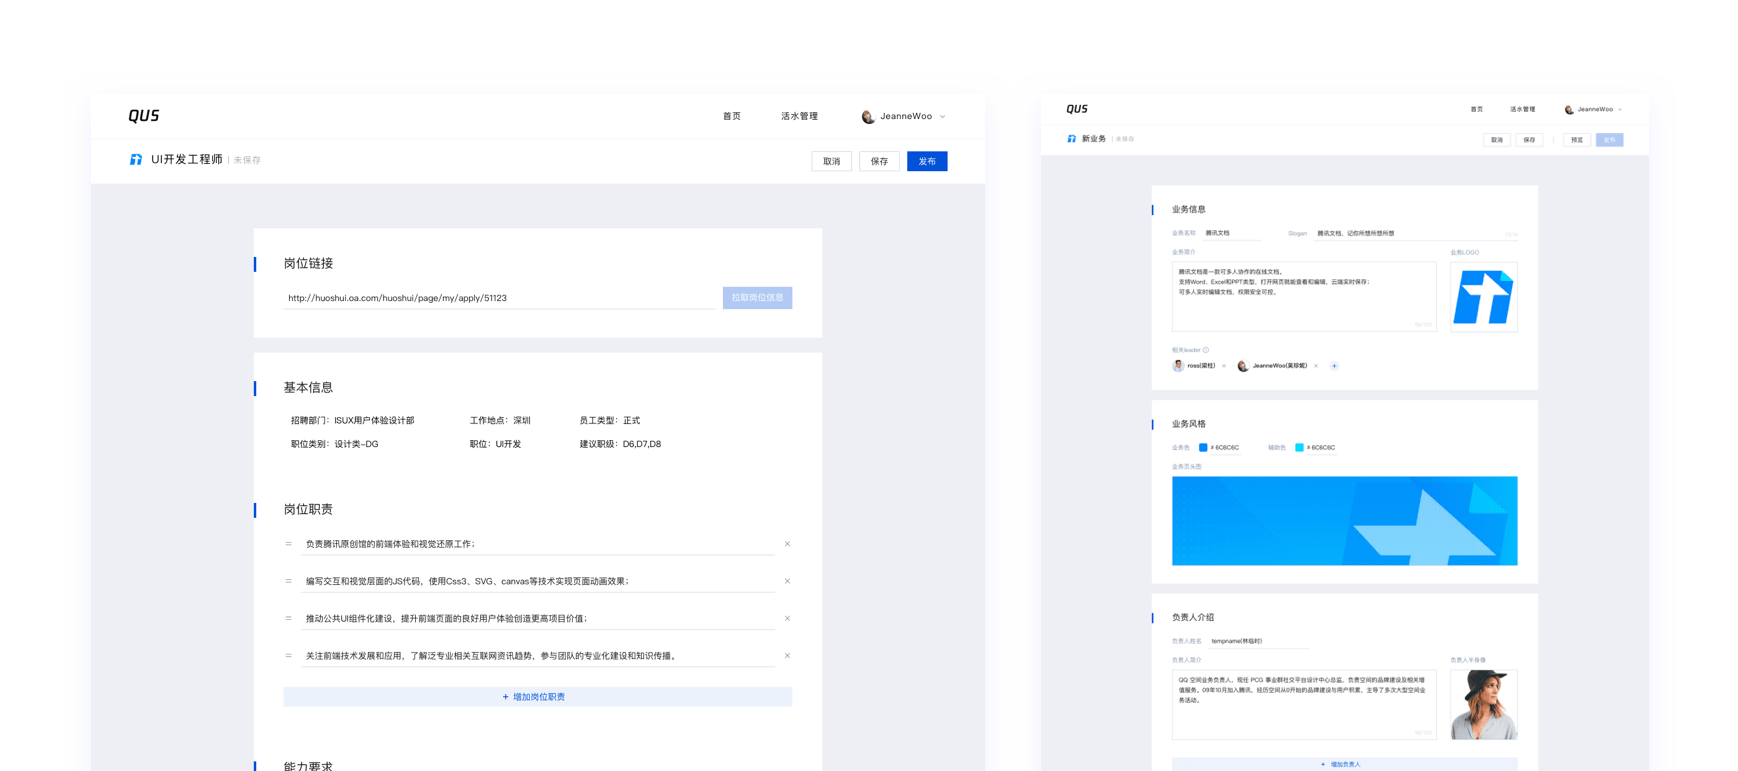 QUS
首页
活水管理
JeanneWoo
UI开发工程师 | 未保存
取消
保存
发布
岗位链接
http://huoshui.oa.com/huoshui/page/my/apply/51123
拉取岗位信息
基本信息
招聘部门：ISUX用户体验设计部
工作地点：深圳
员工类型：正式
职位类别：设计类-DG
职位：UI开发
建议职级：D6,D7,D8
岗位职责
负责腾讯原创馆的前端体验和视觉还原工作；
编写交互和视觉层面的JS代码，使用Css3、SVG、canvas等技术实现页面动画效果；
推动公共UI组件化建设，提升前端页面的良好用户体验创造更高项目价值；
关注前端技术发展和应用，了解泛专业相关互联网资讯趋势，参与团队的专业化建设和知识传播。
+ 增加岗位职责
能力要求
QUS
首页
活水管理
JeanneWoo
新业务 | 未保存
取消
保存
预览
发布
业务信息
业务名称 腾讯文档
Slogan 腾讯文档，记你所想所想所想
业务简介
业务LOGO
腾讯文档是一款可多人协作的在线文档。
支持Word、Excel和PPT类型，打开网页就能查看和编辑，云端实时保存；
可多人实时编辑文档，权限安全可控。
相关leader
ross(梁柱)
JeanneWoo(吴珍妮)
业务风格
业务色 # 6C6C6C
辅助色 # 6C6C6C
业务页头图
负责人介绍
负责人姓名 tempname(林临时)
负责人简介
负责人半身像
QQ 空间业务负责人，现任 PCG 事业群社交平台设计中心总监，负责空间的品牌建设及相关增
值服务。09年10月加入腾讯，经历空间从0开始的品牌建设与用户积累，主导了多次大型空间业
务活动。
+ 增加负责人